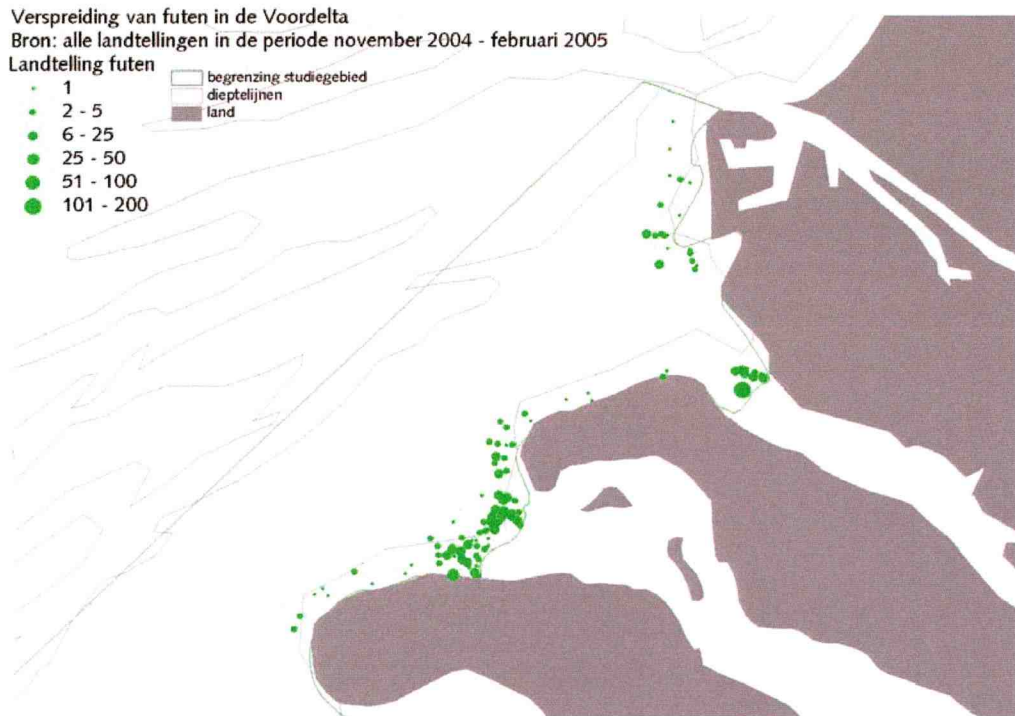 Verspreiding van futen in de Voordelta
Bron: alle landtellingen in de periode november 2004 - februari 2005
Landtelling futen
1
2 - 5
6 - 25
25 - 50
51 - 100
101 - 200
begrenzing studiegebied
dieptelijnen
land